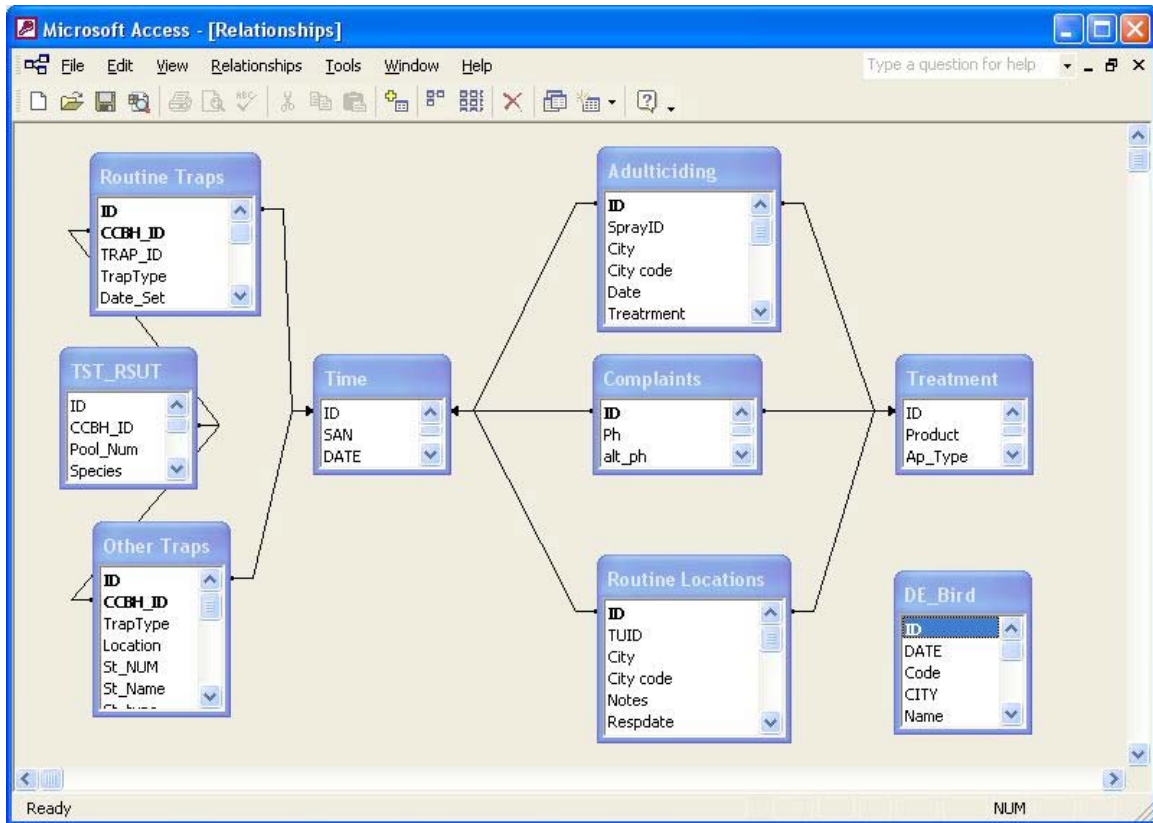 Microsoft Access - [Relationships]
File Edit View Relationships Tools Window Help
Type a question for help
Routine Traps
ID
CCBH_ID
TRAP_ID
TrapType
Date_Set
TST_RSUT
ID
CCBH_ID
Pool_Num
Species
Other Traps
ID
CCBH_ID
TrapType
Location
St_NUM
St_Name
Time
ID
SAN
DATE
Adulticiding
ID
SprayID
City
City code
Date
Treatrment
Complaints
ID
Ph
alt_ph
Routine Locations
ID
TUID
City
City code
Notes
Respdate
Treatment
ID
Product
Ap_Type
DE_Bird
ID
DATE
Code
CITY
Name
Ready NUM